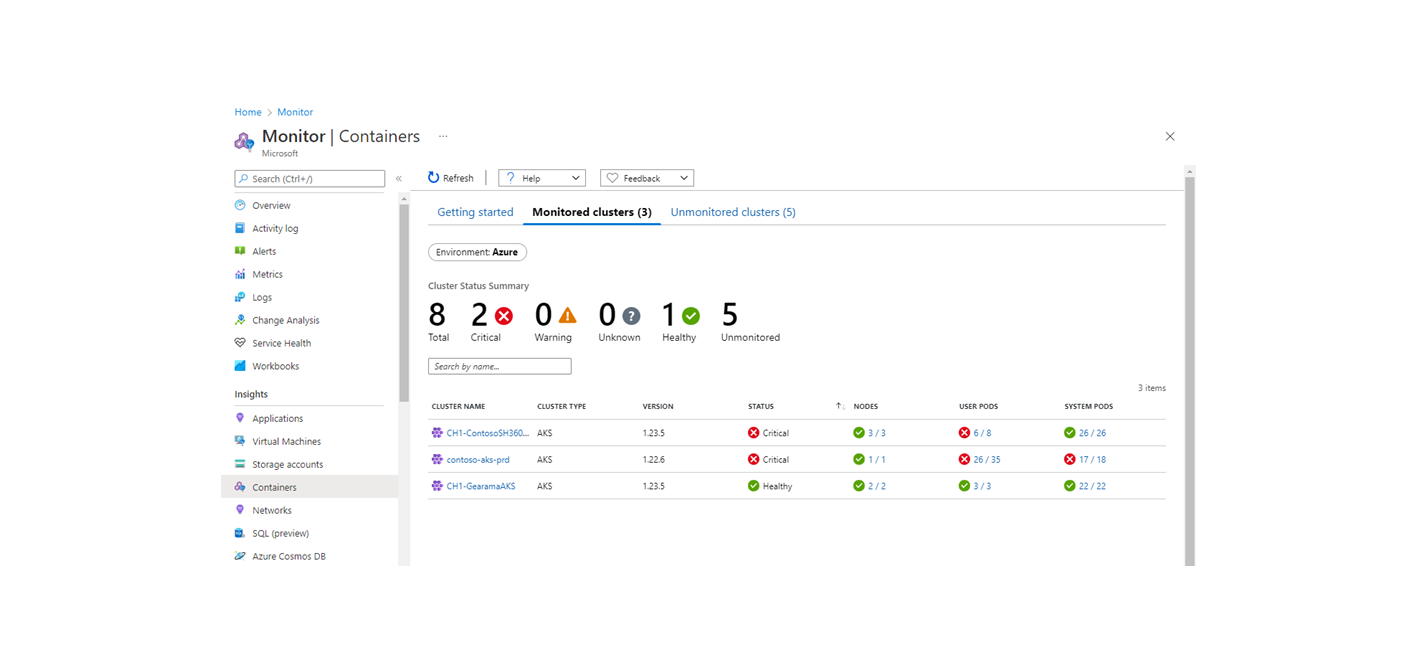 Home > Monitor
Monitor | Containers ...
Microsoft
Search (Ctrl+/)
«
Overview
Activity log
Alerts
Metrics
Logs
Change Analysis
Service Health
Workbooks
Insights
Applications
Virtual Machines
Storage accounts
Containers
Networks
SQL (preview)
Azure Cosmos DB
Refresh | ? Help Feedback
Getting started Monitored clusters (3) Unmonitored clusters (5)
Environment: Azure
Cluster Status Summary
8 2 0 0 ? 1 5
Total Critical Warning Unknown Healthy Unmonitored
Search by name...
3 items
CLUSTER NAME CLUSTER TYPE VERSION STATUS ↑↓ NODES USER PODS SYSTEM PODS
CH1-ContosoSH360... AKS 1.23.5 Critical 3 / 3 6 / 8 26 / 26
contoso-aks-prd AKS 1.22.6 Critical 1 / 1 26 / 35 17 / 18
CH1-GearamaAKS AKS 1.23.5 Healthy 2 / 2 3 / 3 22 / 22